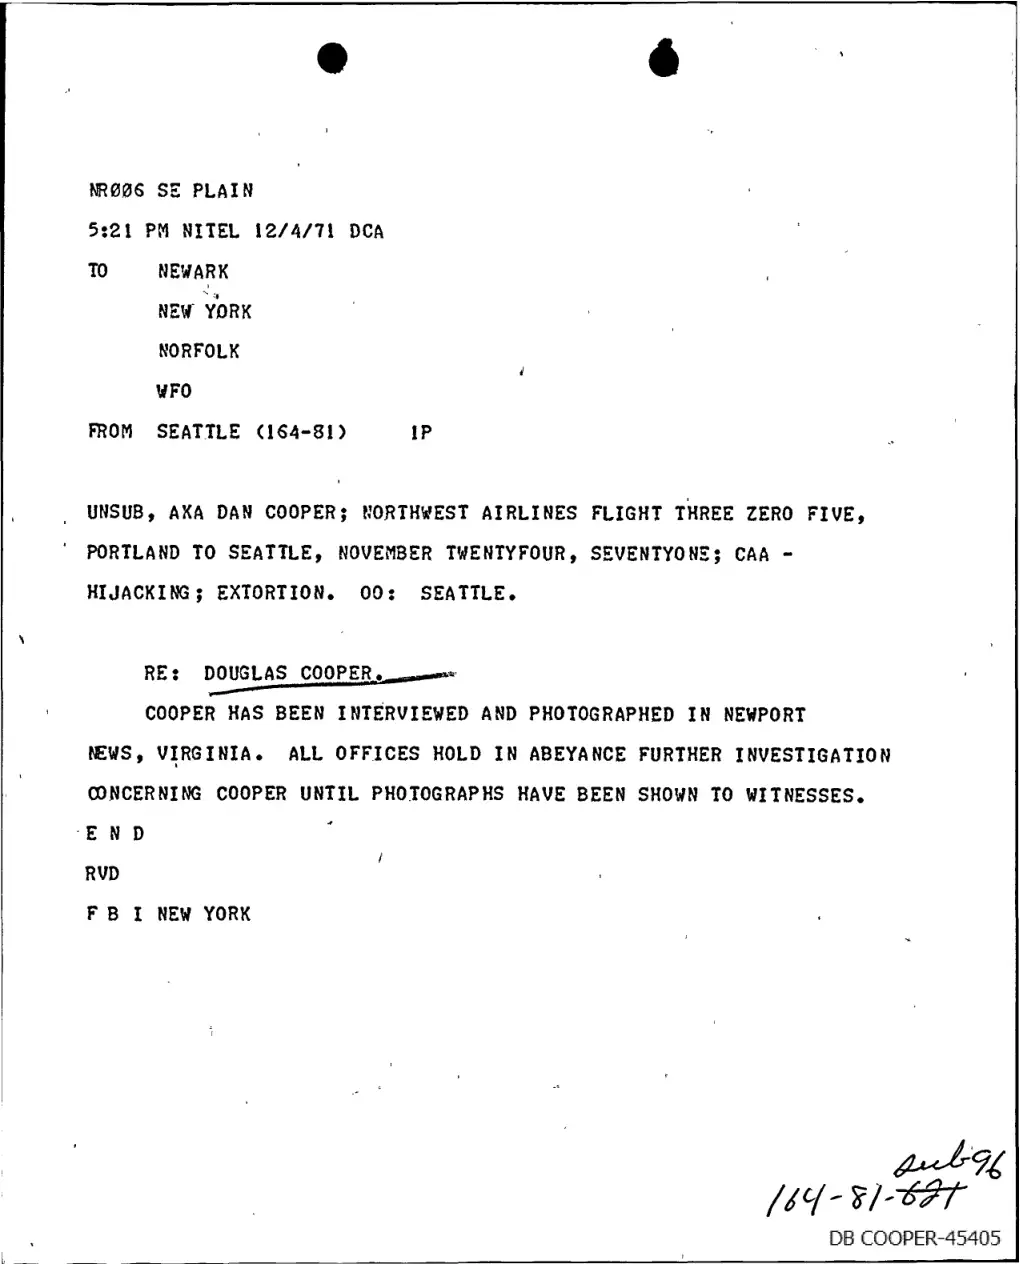 NR006 SE PLAIN
5:21 PM NITEL 12/4/71 DCA
TO NEWARK
NEW YORK
NORFOLK
WFO
FROM SEATTLE (164-81) 1P
UNSUB, AKA DAN COOPER; NORTHWEST AIRLINES FLIGHT THREE ZERO FIVE,
PORTLAND TO SEATTLE, NOVEMBER TWENTYFOUR, SEVENTYONE; CAA -
HIJACKING; EXTORTION. OO: SEATTLE.
RE: DOUGLAS COOPER.
COOPER HAS BEEN INTERVIEWED AND PHOTOGRAPHED IN NEWPORT
NEWS, VIRGINIA. ALL OFFICES HOLD IN ABEYANCE FURTHER INVESTIGATION
CONCERNING COOPER UNTIL PHOTOGRAPHS HAVE BEEN SHOWN TO WITNESSES.
E N D
RVD
F B I NEW YORK
sub 96
164-81-
DB COOPER-45405